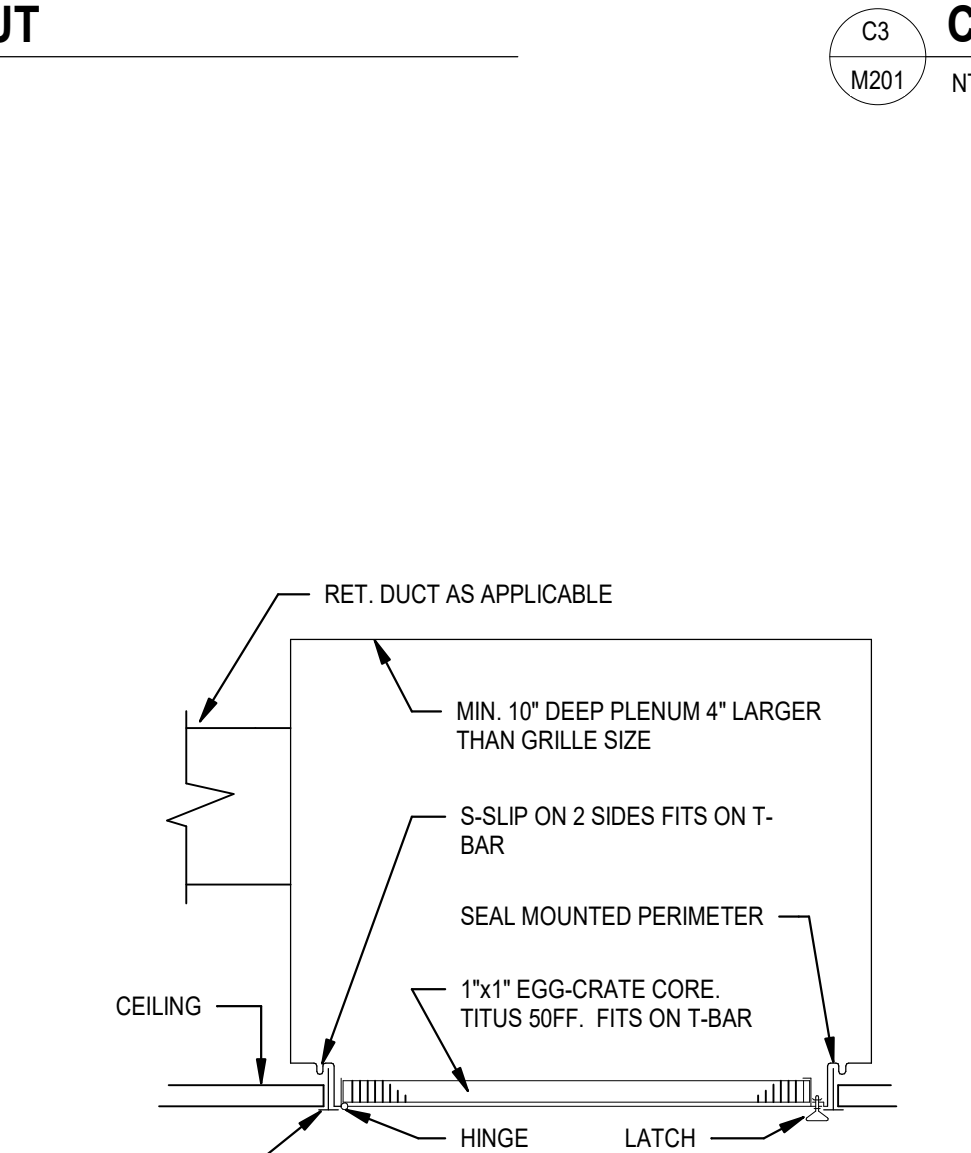 C3
M201
RET. DUCT AS APPLICABLE
MIN. 10" DEEP PLENUM 4" LARGER
THAN GRILLE SIZE
S-SLIP ON 2 SIDES FITS ON T-
BAR
SEAL MOUNTED PERIMETER
CEILING
1"x1" EGG-CRATE CORE.
TITUS 50FF. FITS ON T-BAR
HINGE
LATCH